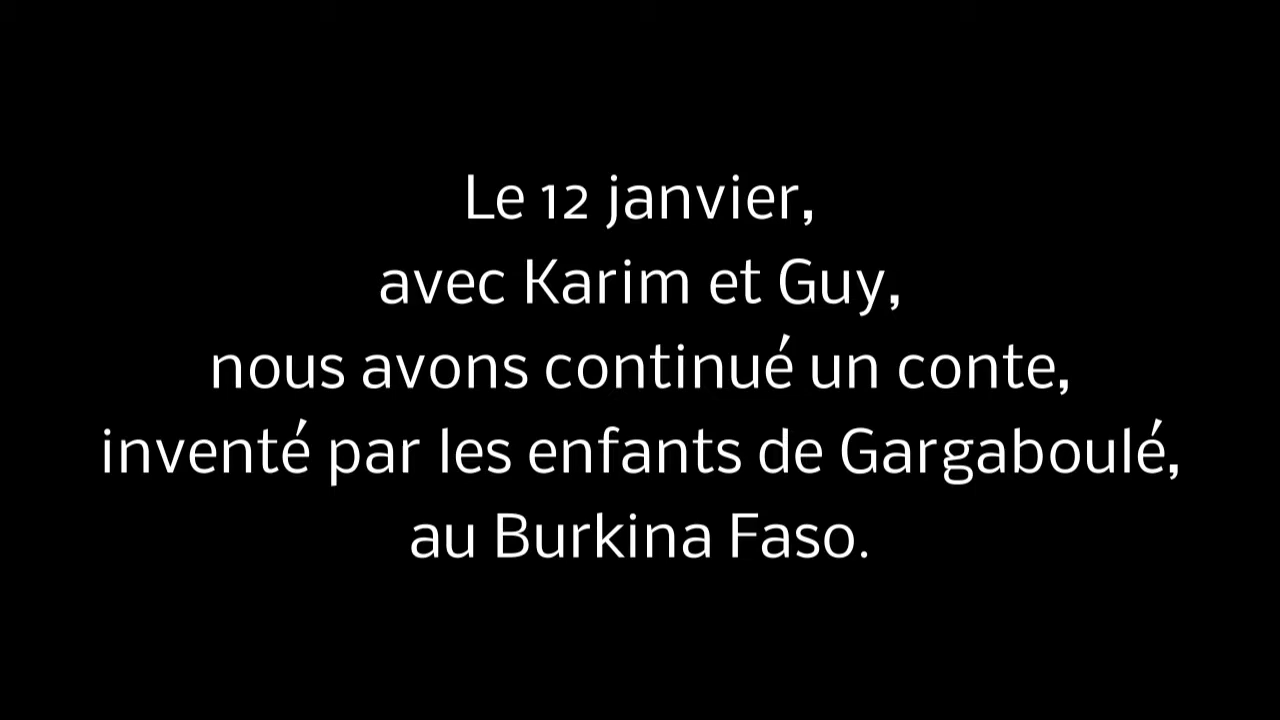 Le 12 janvier,
avec Karim et Guy,
nous avons continué un conte,
inventé par les enfants de Gargaboulé,
au Burkina Faso.